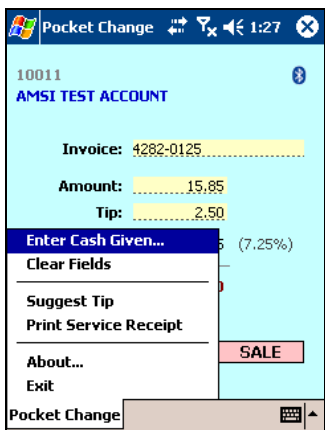 Pocket Change 1:27
10011
AMSI TEST ACCOUNT
Invoice: 4282-0125
Amount: 15.85
Tip: 2.50
(7.25%)
Enter Cash Given...
Clear Fields
Suggest Tip
Print Service Receipt
About...
Exit
SALE
Pocket Change